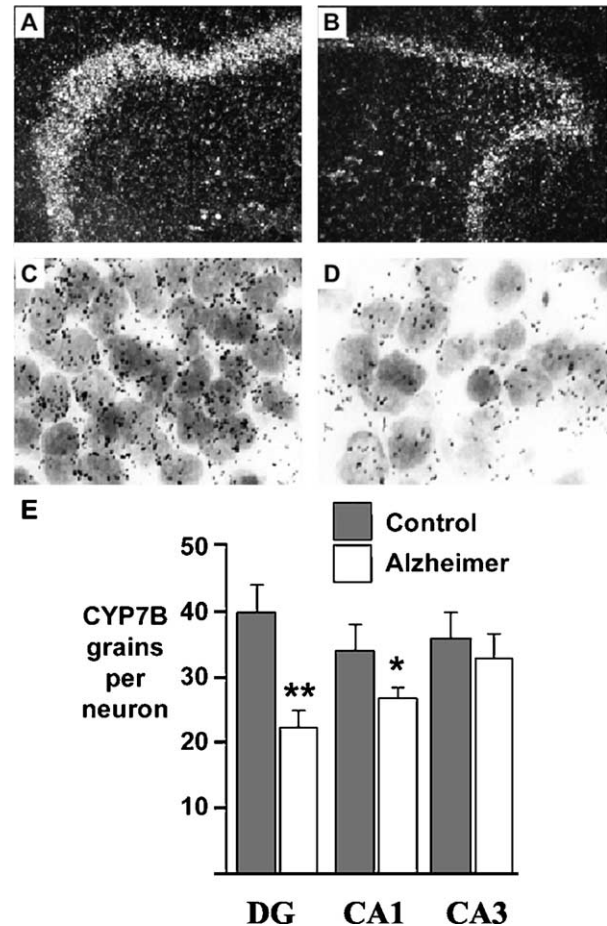 A
B
C
D
E
Control
Alzheimer
CYP7B
grains
per
neuron
50
40
30
20
10
**
*
DG CA1 CA3